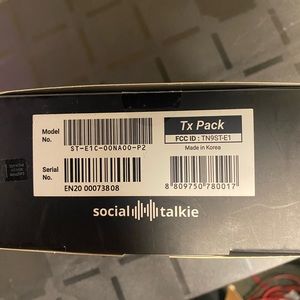 Model
No.
ST-E1C-00NA00-P2
Serial
No.
EN20 00073808
Tx Pack
FCC ID : TN9ST-E1
Made in Korea
8 809750 780017
social talkie